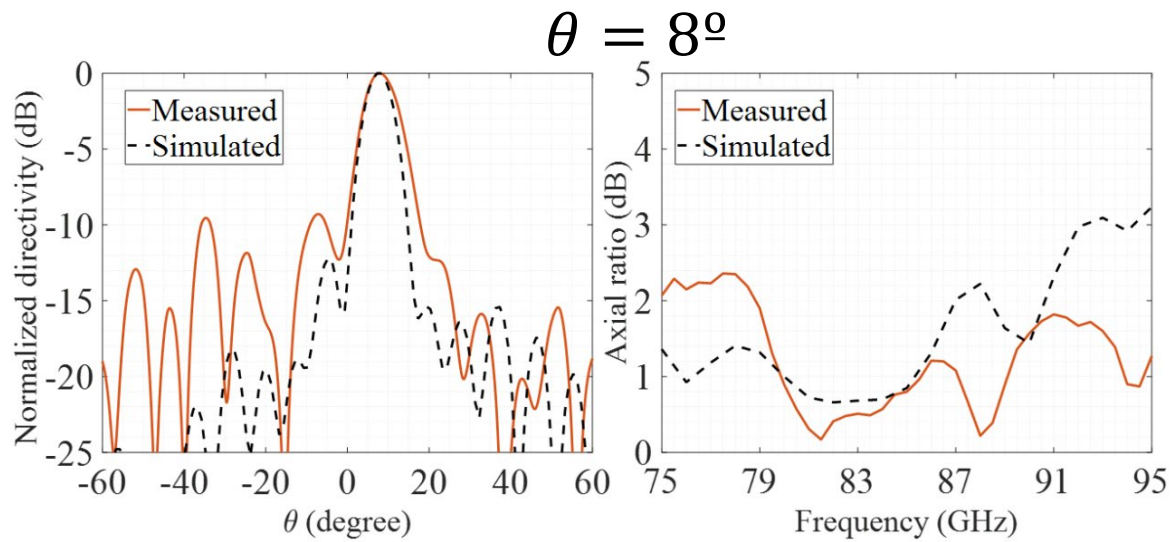 θ = 8º
Normalized directivity (dB)
0
-5
-10
-15
-20
-25
Measured
Simulated
-60
-40
-20
0
20
40
60
θ (degree)
Axial ratio (dB)
5
4
3
2
1
0
Measured
Simulated
75
79
83
87
91
95
Frequency (GHz)